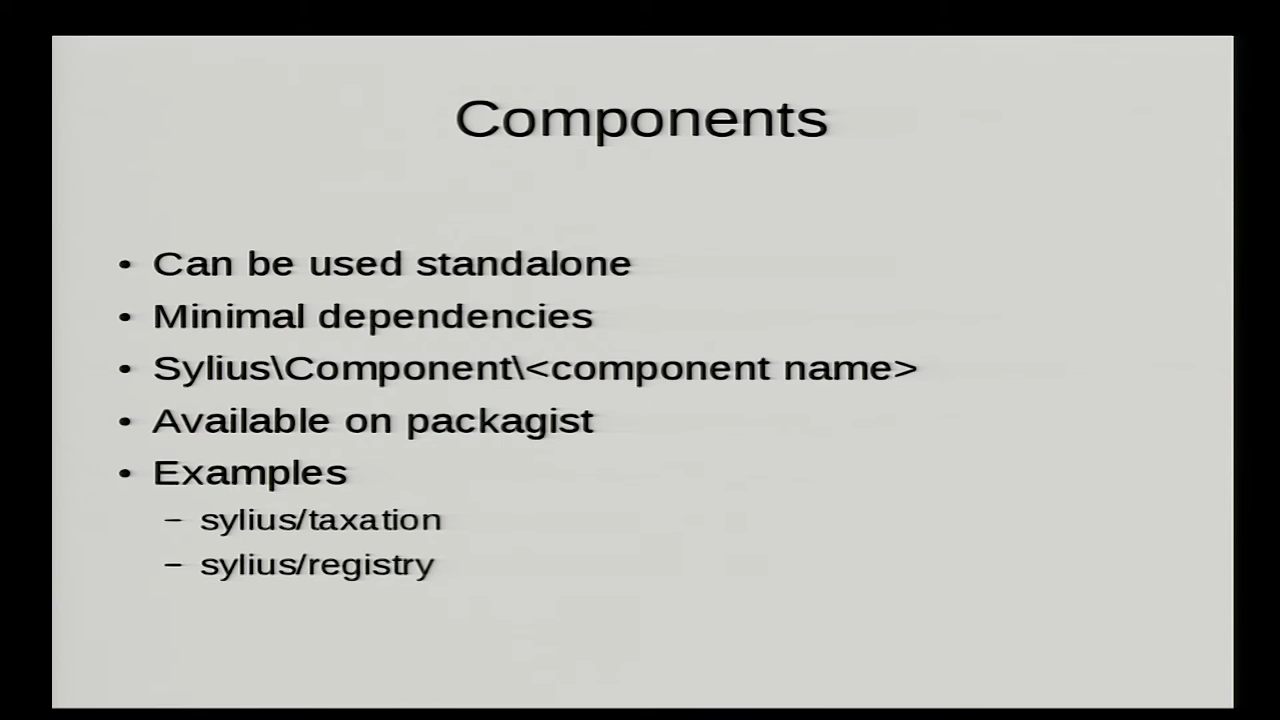 Components
• Can be used standalone
• Minimal dependencies
• Sylius\Component\<component name>
• Available on packagist
• Examples
– sylius/taxation
– sylius/registry